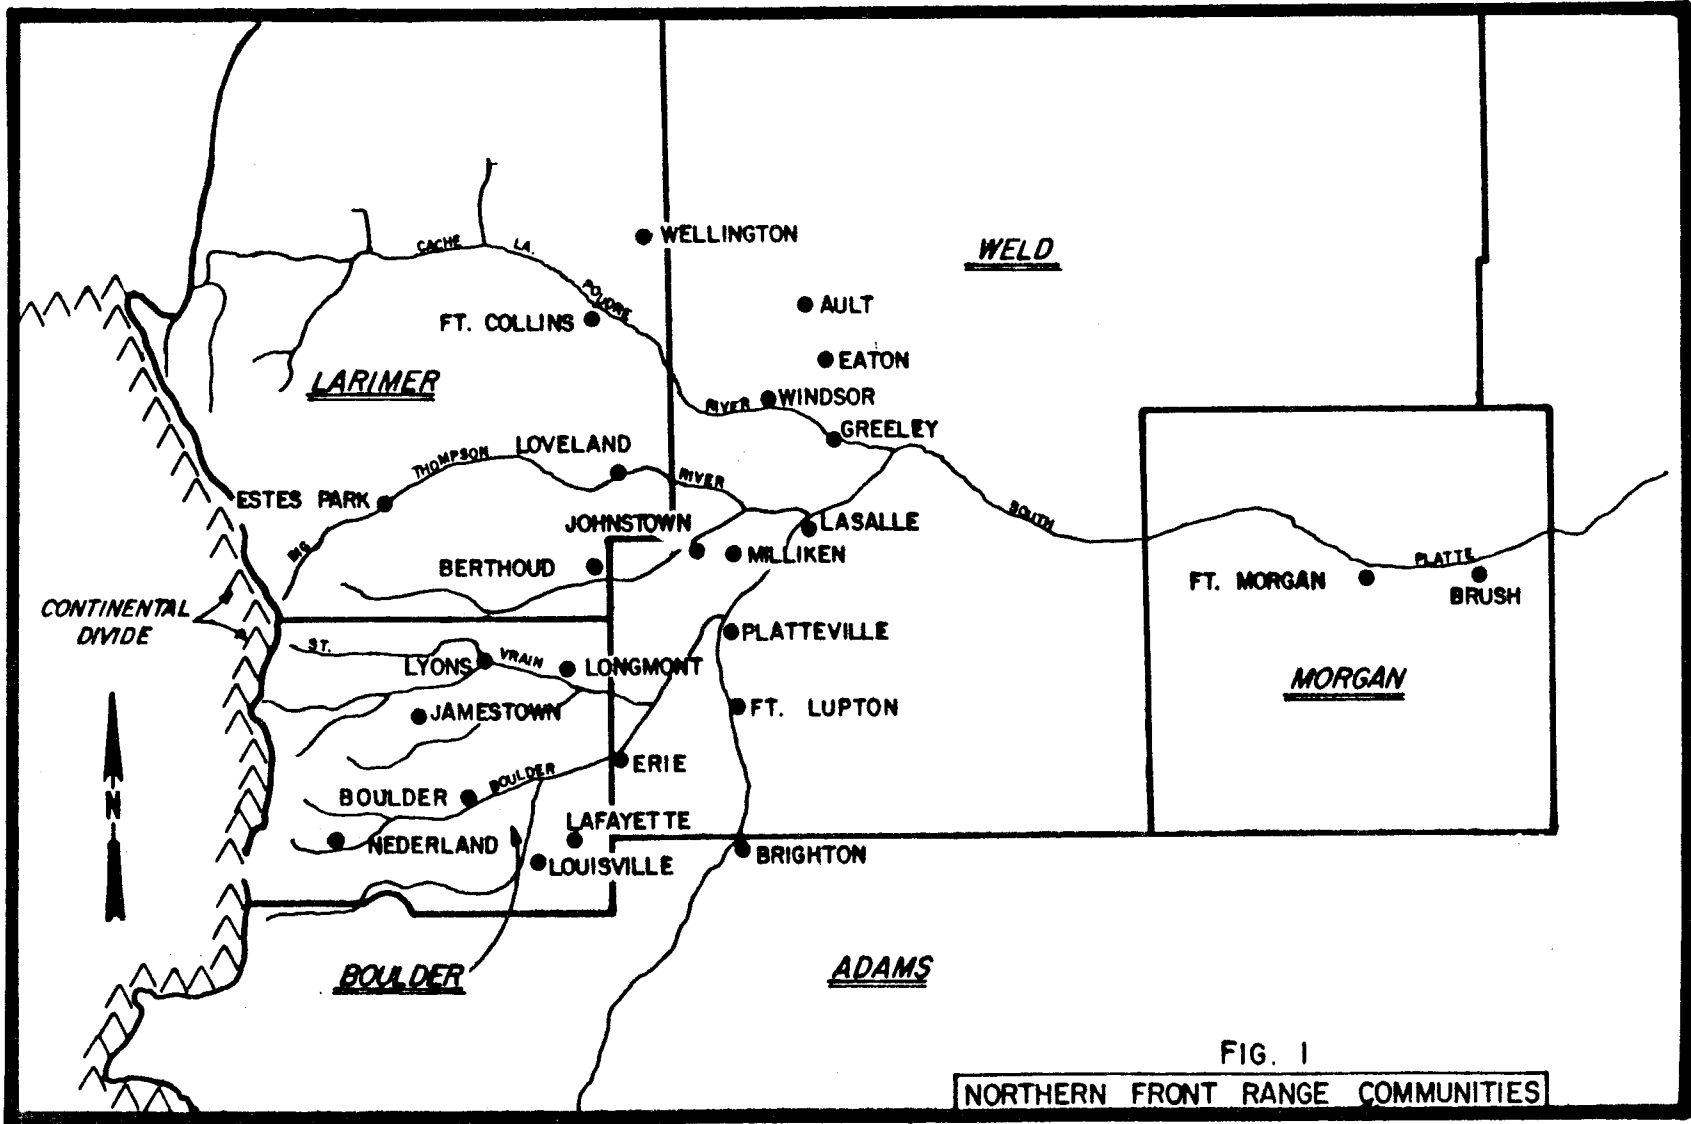 CACHE LA. POUDRE RIVER
WELLINGTON
WELD
AULT
FT. COLLINS
EATON
LARIMER
WINDSOR
GREELEY
LOVELAND
BIG THOMPSON RIVER
ESTES PARK
JOHNSTOWN
LASALLE
SOUTH PLATTE
MILLIKEN
BERTHOUD
FT. MORGAN
BRUSH
CONTINENTAL
DIVIDE
PLATTEVILLE
ST. VRAIN
LYONS
LONGMONT
MORGAN
JAMESTOWN
FT. LUPTON
ERIE
BOULDER
BOULDER
N
LAFAYETTE
NEDERLAND
LOUISVILLE
BRIGHTON
BOULDER
ADAMS
FIG. 1
NORTHERN FRONT RANGE COMMUNITIES